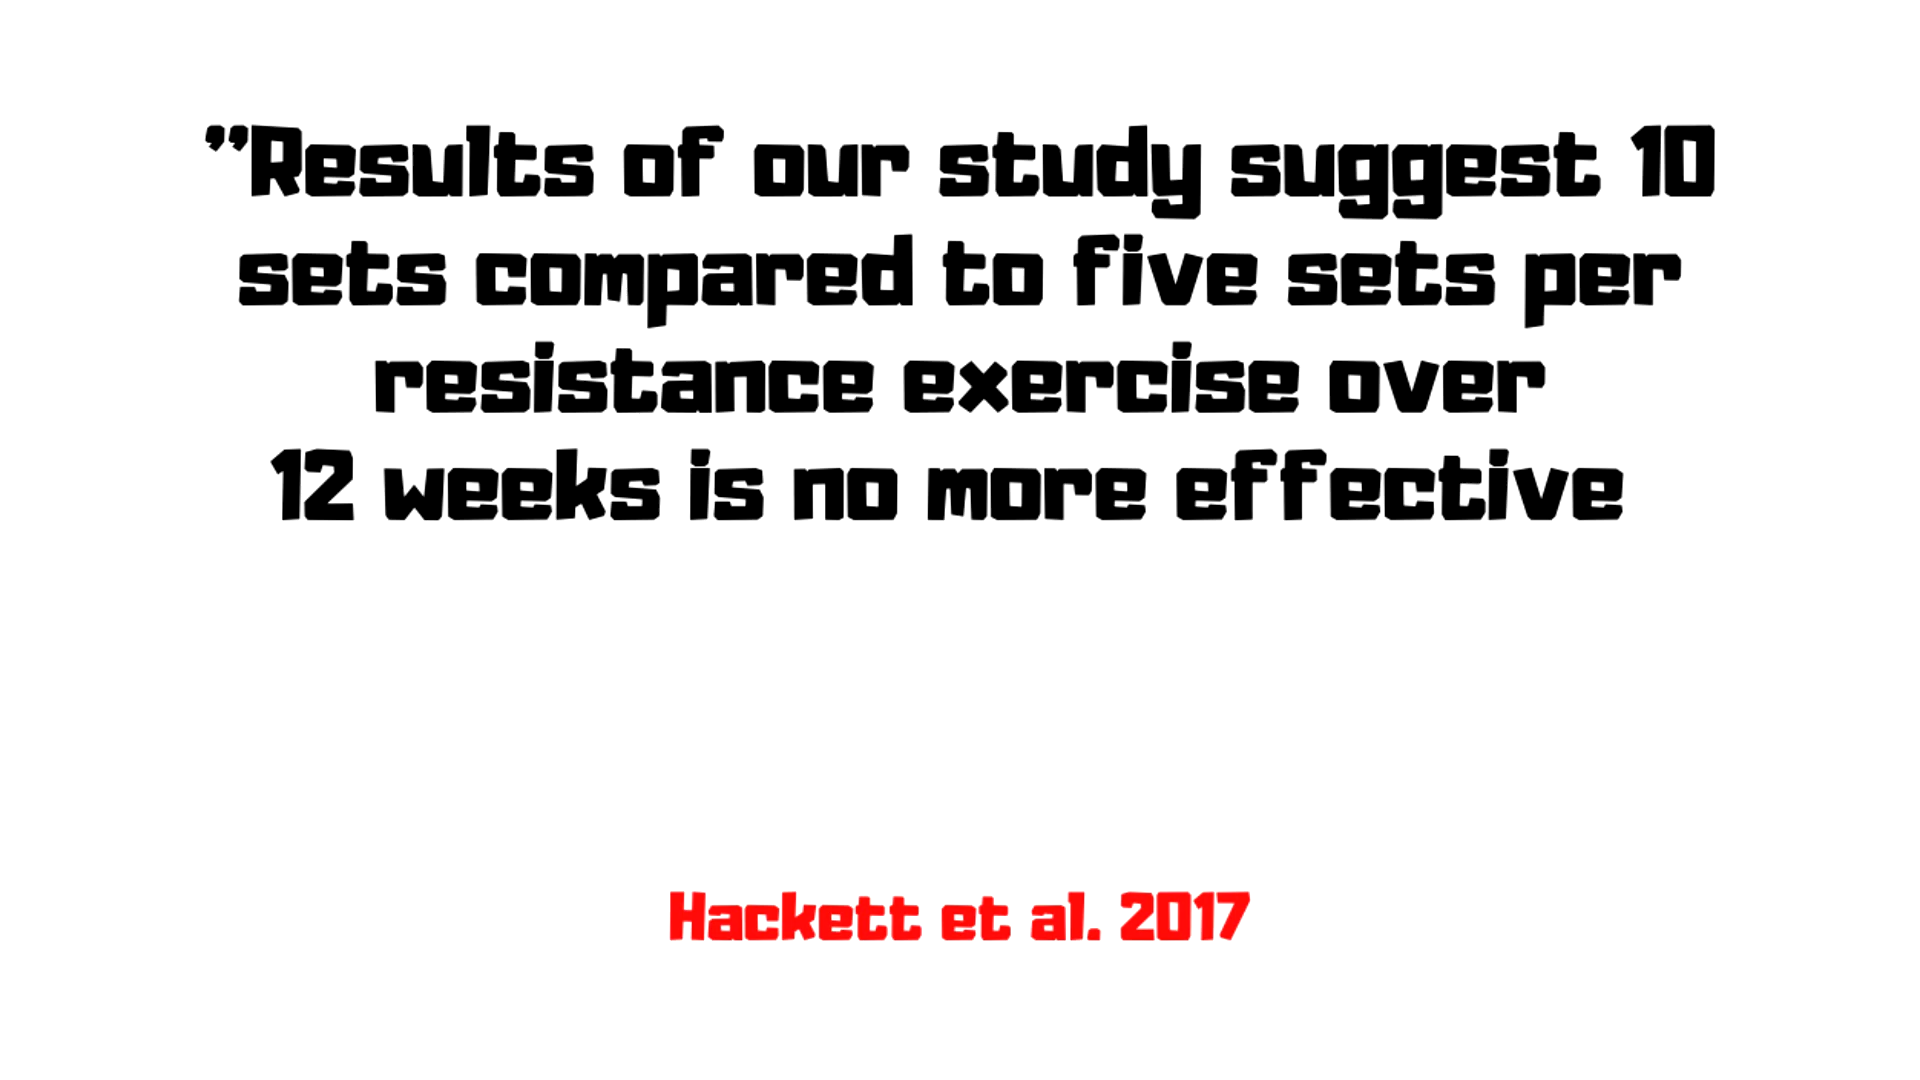 "Results of our study suggest 10
sets compared to five sets per
resistance exercise over
12 weeks is no more effective
Hackett et al. 2017